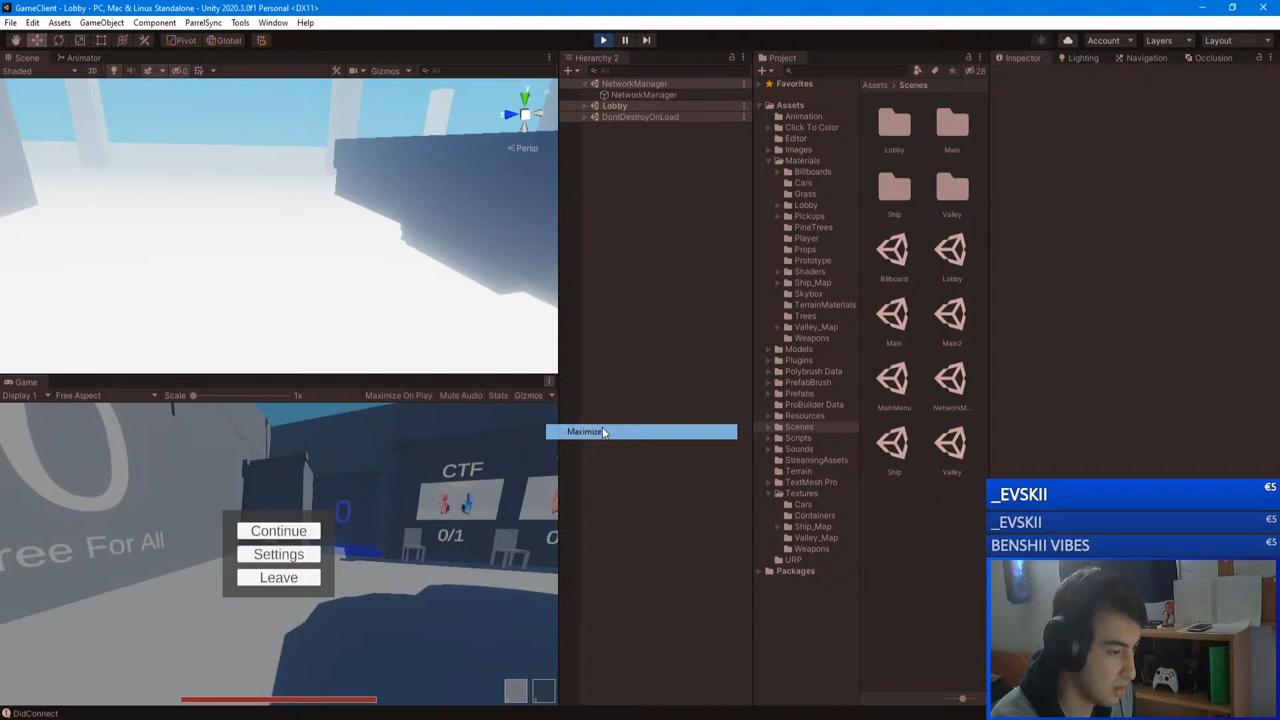 GameClient - Lobby - PC, Mac & Linux Standalone - Unity 2020.3.0f1 Personal <DX11>
File Edit Assets GameObject Component ParrelSync Tools Window Help
Pivot Global Account Layers Layout
Scene Animator
Shaded 2D 0 Gizmos All
y
z
Persp
Game
Display 1 Free Aspect Scale 1x Maximize On Play Mute Audio Stats Gizmos
ree For All
0
CTF
0/1
Continue
Settings
Leave
DidConnect
Hierarchy 2
All
NetworkManager
NetworkManager
Lobby
DontDestroyOnLoad
Maximize
Project
28
Favorites
Assets
Animation
Click To Color
Editor
Images
Materials
Billboards
Cars
Grass
Lobby
Pickups
PineTrees
Player
Props
Prototype
Shaders
Ship_Map
Skybox
TerrainMaterials
Trees
Valley_Map
Weapons
Models
Plugins
Polybrush Data
PrefabBrush
Prefabs
ProBuilder Data
Resources
Scenes
Scripts
Sounds
StreamingAssets
Terrain
TextMesh Pro
Textures
Cars
Containers
Ship_Map
Valley_Map
Weapons
URP
Packages
Assets Scenes
Lobby Main
Ship Valley
Billboard Lobby
Main Main2
MainMenu NetworkM...
Ship Valley
Inspector Lighting Navigation Occlusion
_EVSKII €5
_EVSKII €5
BENSHII VIBES €5